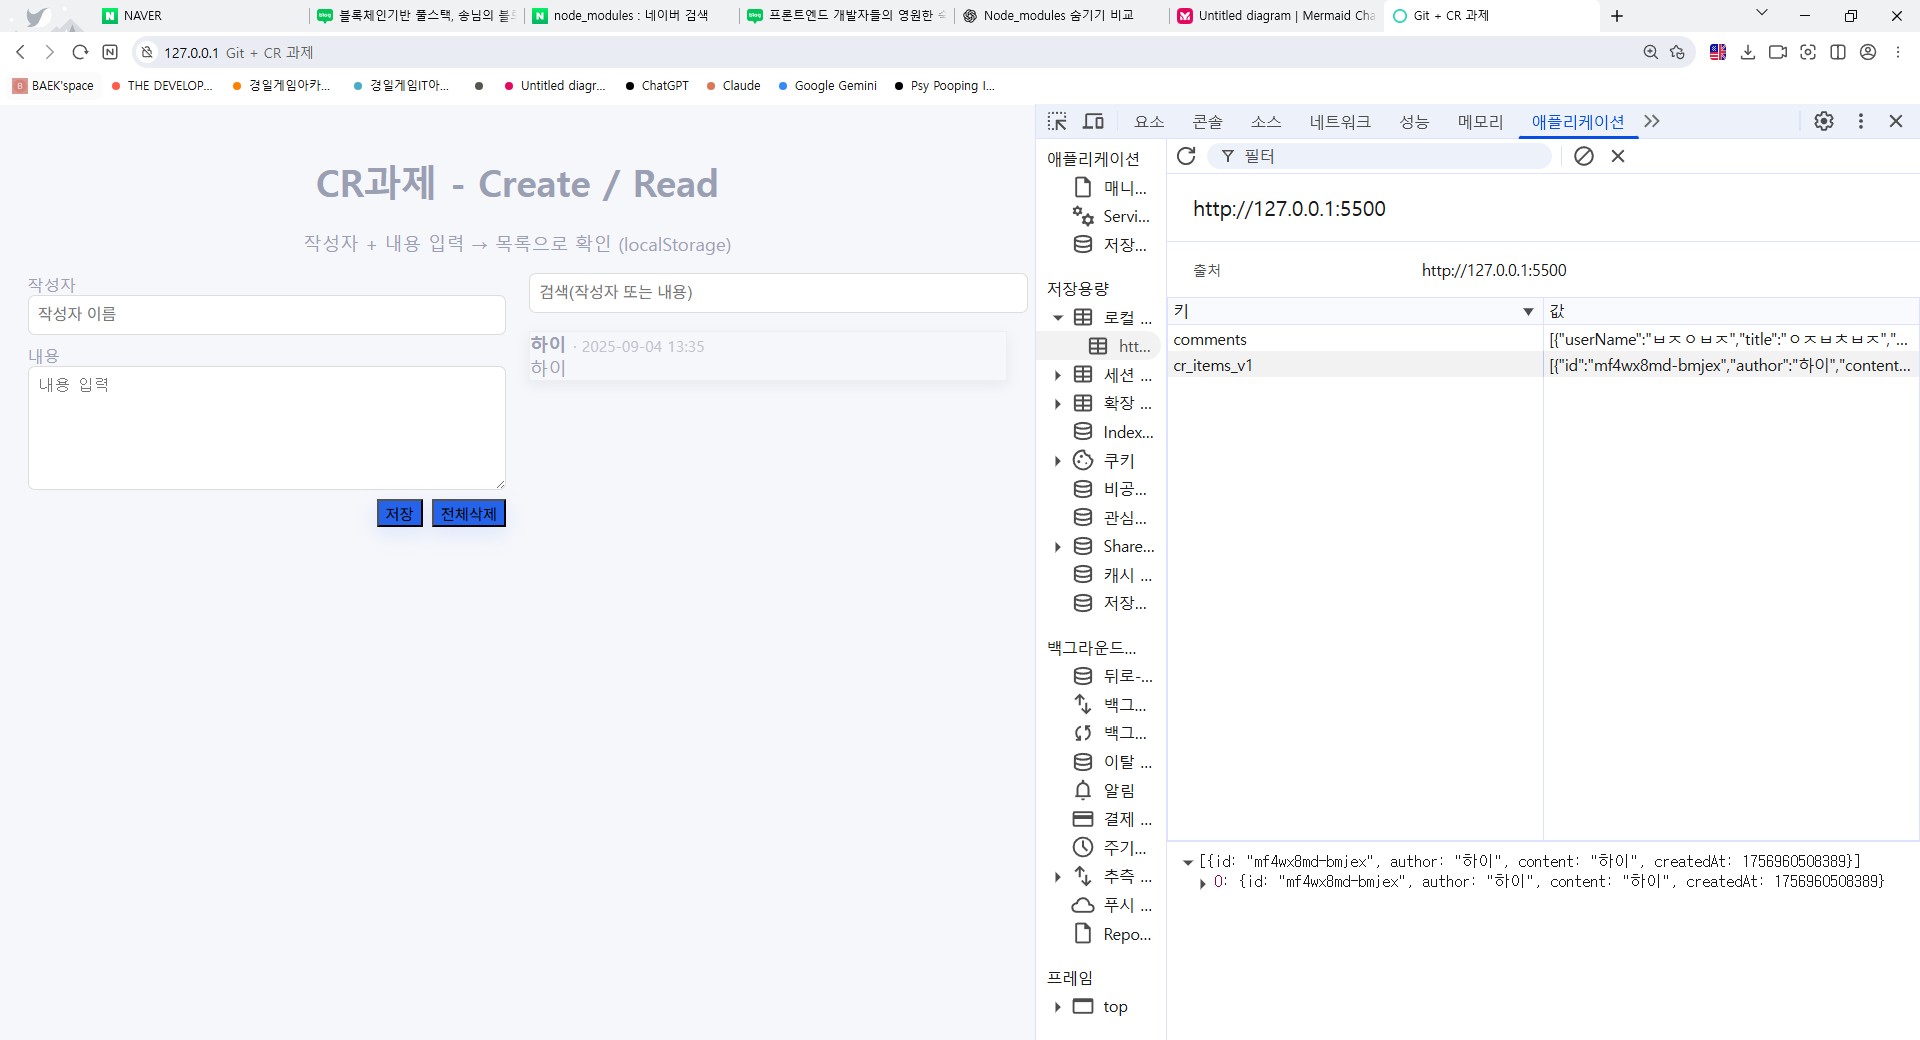 NAVER
블록체인기반 풀스택, 송님의 블
node_modules : 네이버 검색
프론트엔드 개발자들의 영원한
Node_modules 숨기기 비교
Untitled diagram | Mermaid Cha
Git + CR 과제
127.0.0.1 Git + CR 과제
BAEK'space
THE DEVELOP...
경일게임아카...
경일게임IT아...
Untitled diagr...
ChatGPT
Claude
Google Gemini
Psy Pooping I...
CR과제 - Create / Read
작성자 + 내용 입력 → 목록으로 확인 (localStorage)
작성자
작성자 이름
내용
내용 입력
저장 전체삭제
검색(작성자 또는 내용)
하이 · 2025-09-04 13:35
하이
요소 콘솔 소스 네트워크 성능 메모리 애플리케이션
애플리케이션
매니...
Servi...
저장...
저장용량
로컬 ...
htt...
세션 ...
확장 ...
Index...
쿠키
비공...
관심...
Share...
캐시 ...
저장...
백그라운드...
뒤로-...
백그...
백그...
이탈 ...
알림
결제 ...
주기...
추측 ...
푸시 ...
Repo...
프레임
top
필터
http://127.0.0.1:5500
출처 http://127.0.0.1:5500
키 값
comments [{"userName":"ㅂㅈㅇㅂㅈ","title":"ㅇㅈㅂㅊㅂㅈ","...
cr_items_v1 [{"id":"mf4wx8md-bmjex","author":"하이","content...
[{id: "mf4wx8md-bmjex", author: "하이", content: "하이", createdAt: 1756960508389}]
0: {id: "mf4wx8md-bmjex", author: "하이", content: "하이", createdAt: 1756960508389}